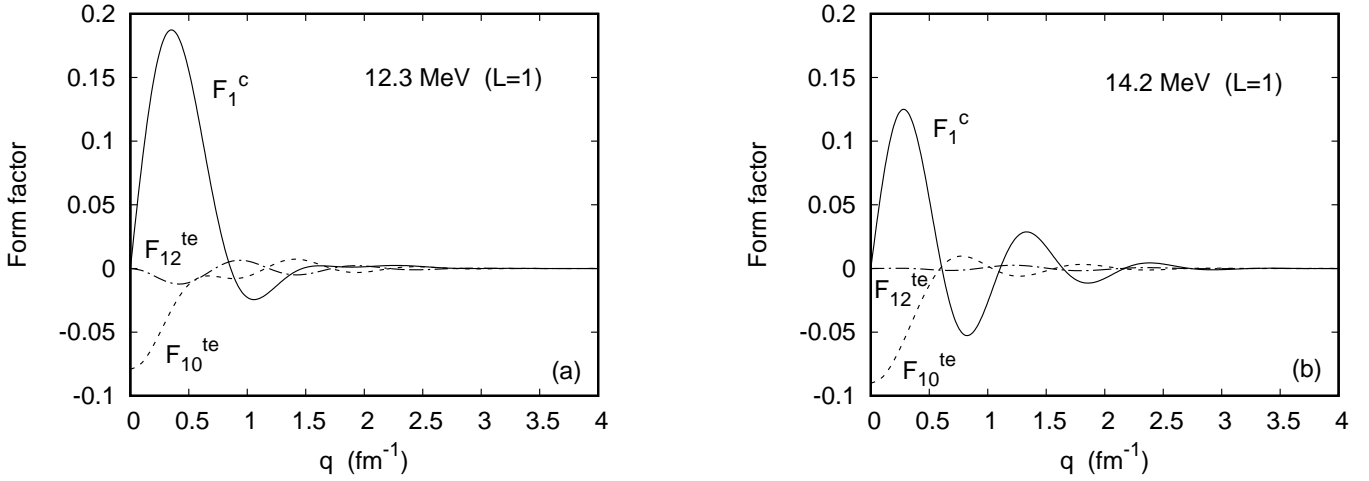 0.2
0.15
0.1
0.05
0
-0.05
-0.1
Form factor
12.3 MeV (L=1)
F₁ᶜ
F₁₂ᵗᵉ
F₁₀ᵗᵉ
(a)
0 0.5 1 1.5 2 2.5 3 3.5 4
q (fm⁻¹)
0.2
0.15
0.1
0.05
0
-0.05
-0.1
Form factor
14.2 MeV (L=1)
F₁ᶜ
F₁₂ᵗᵉ
F₁₀ᵗᵉ
(b)
0 0.5 1 1.5 2 2.5 3 3.5 4
q (fm⁻¹)